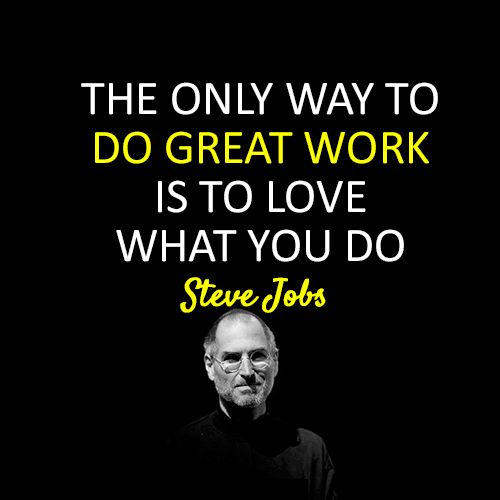 THE ONLY WAY TO
DO GREAT WORK
IS TO LOVE
WHAT YOU DO
Steve Jobs